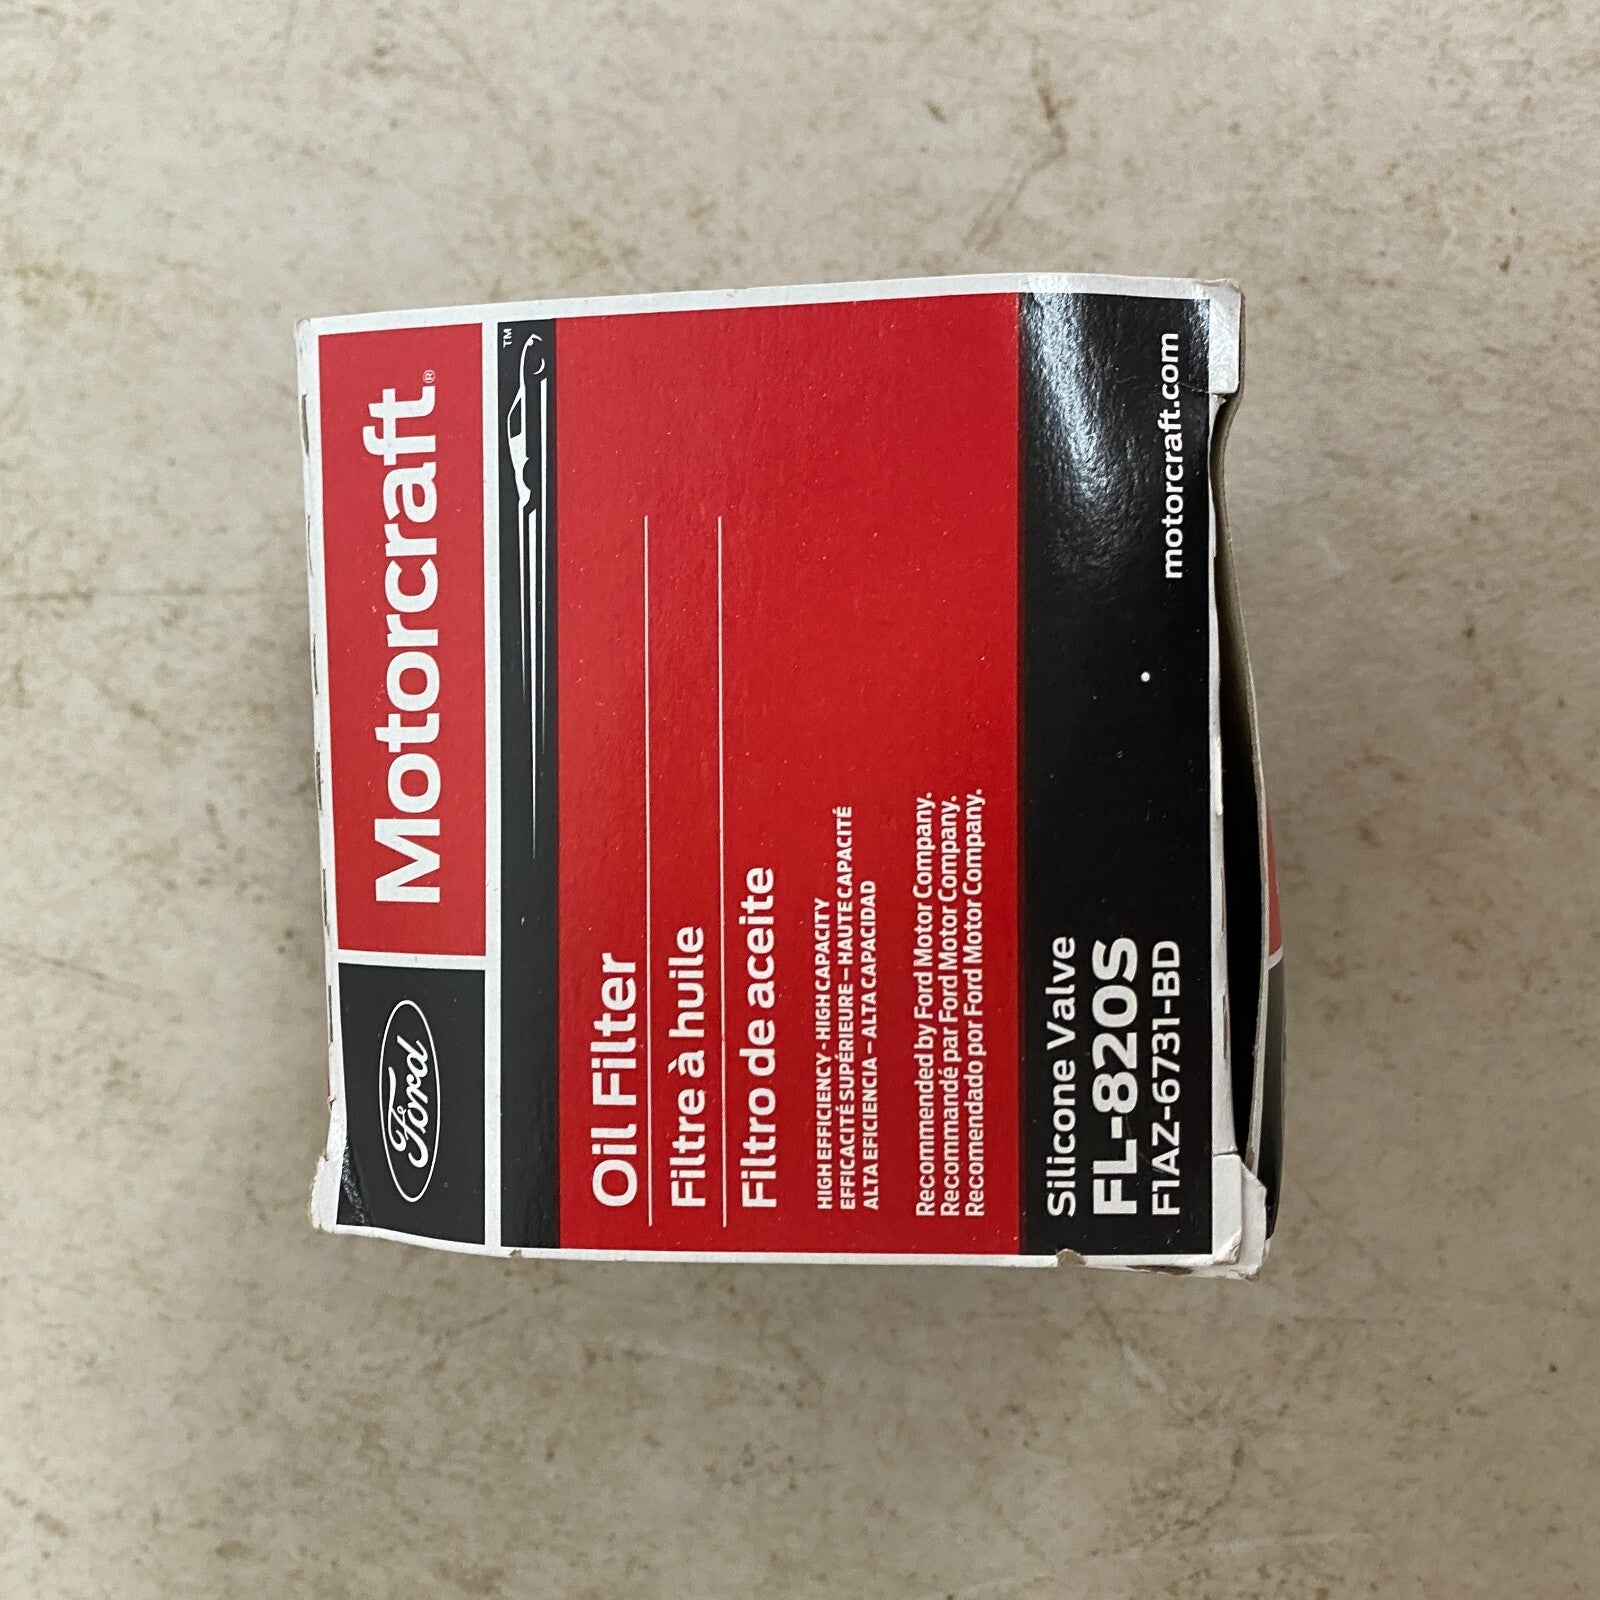 Ford
Motorcraft®
™
Oil Filter
Filtre à huile
Filtro de aceite
HIGH EFFICIENCY - HIGH CAPACITY
EFFICACITÉ SUPÉRIEURE - HAUTE CAPACITÉ
ALTA EFICIENCIA - ALTA CAPACIDAD
Recommended by Ford Motor Company.
Recommandé par Ford Motor Company.
Recomendado por Ford Motor Company.
Silicone Valve
FL-820S
F1AZ-6731-BD
motorcraft.com